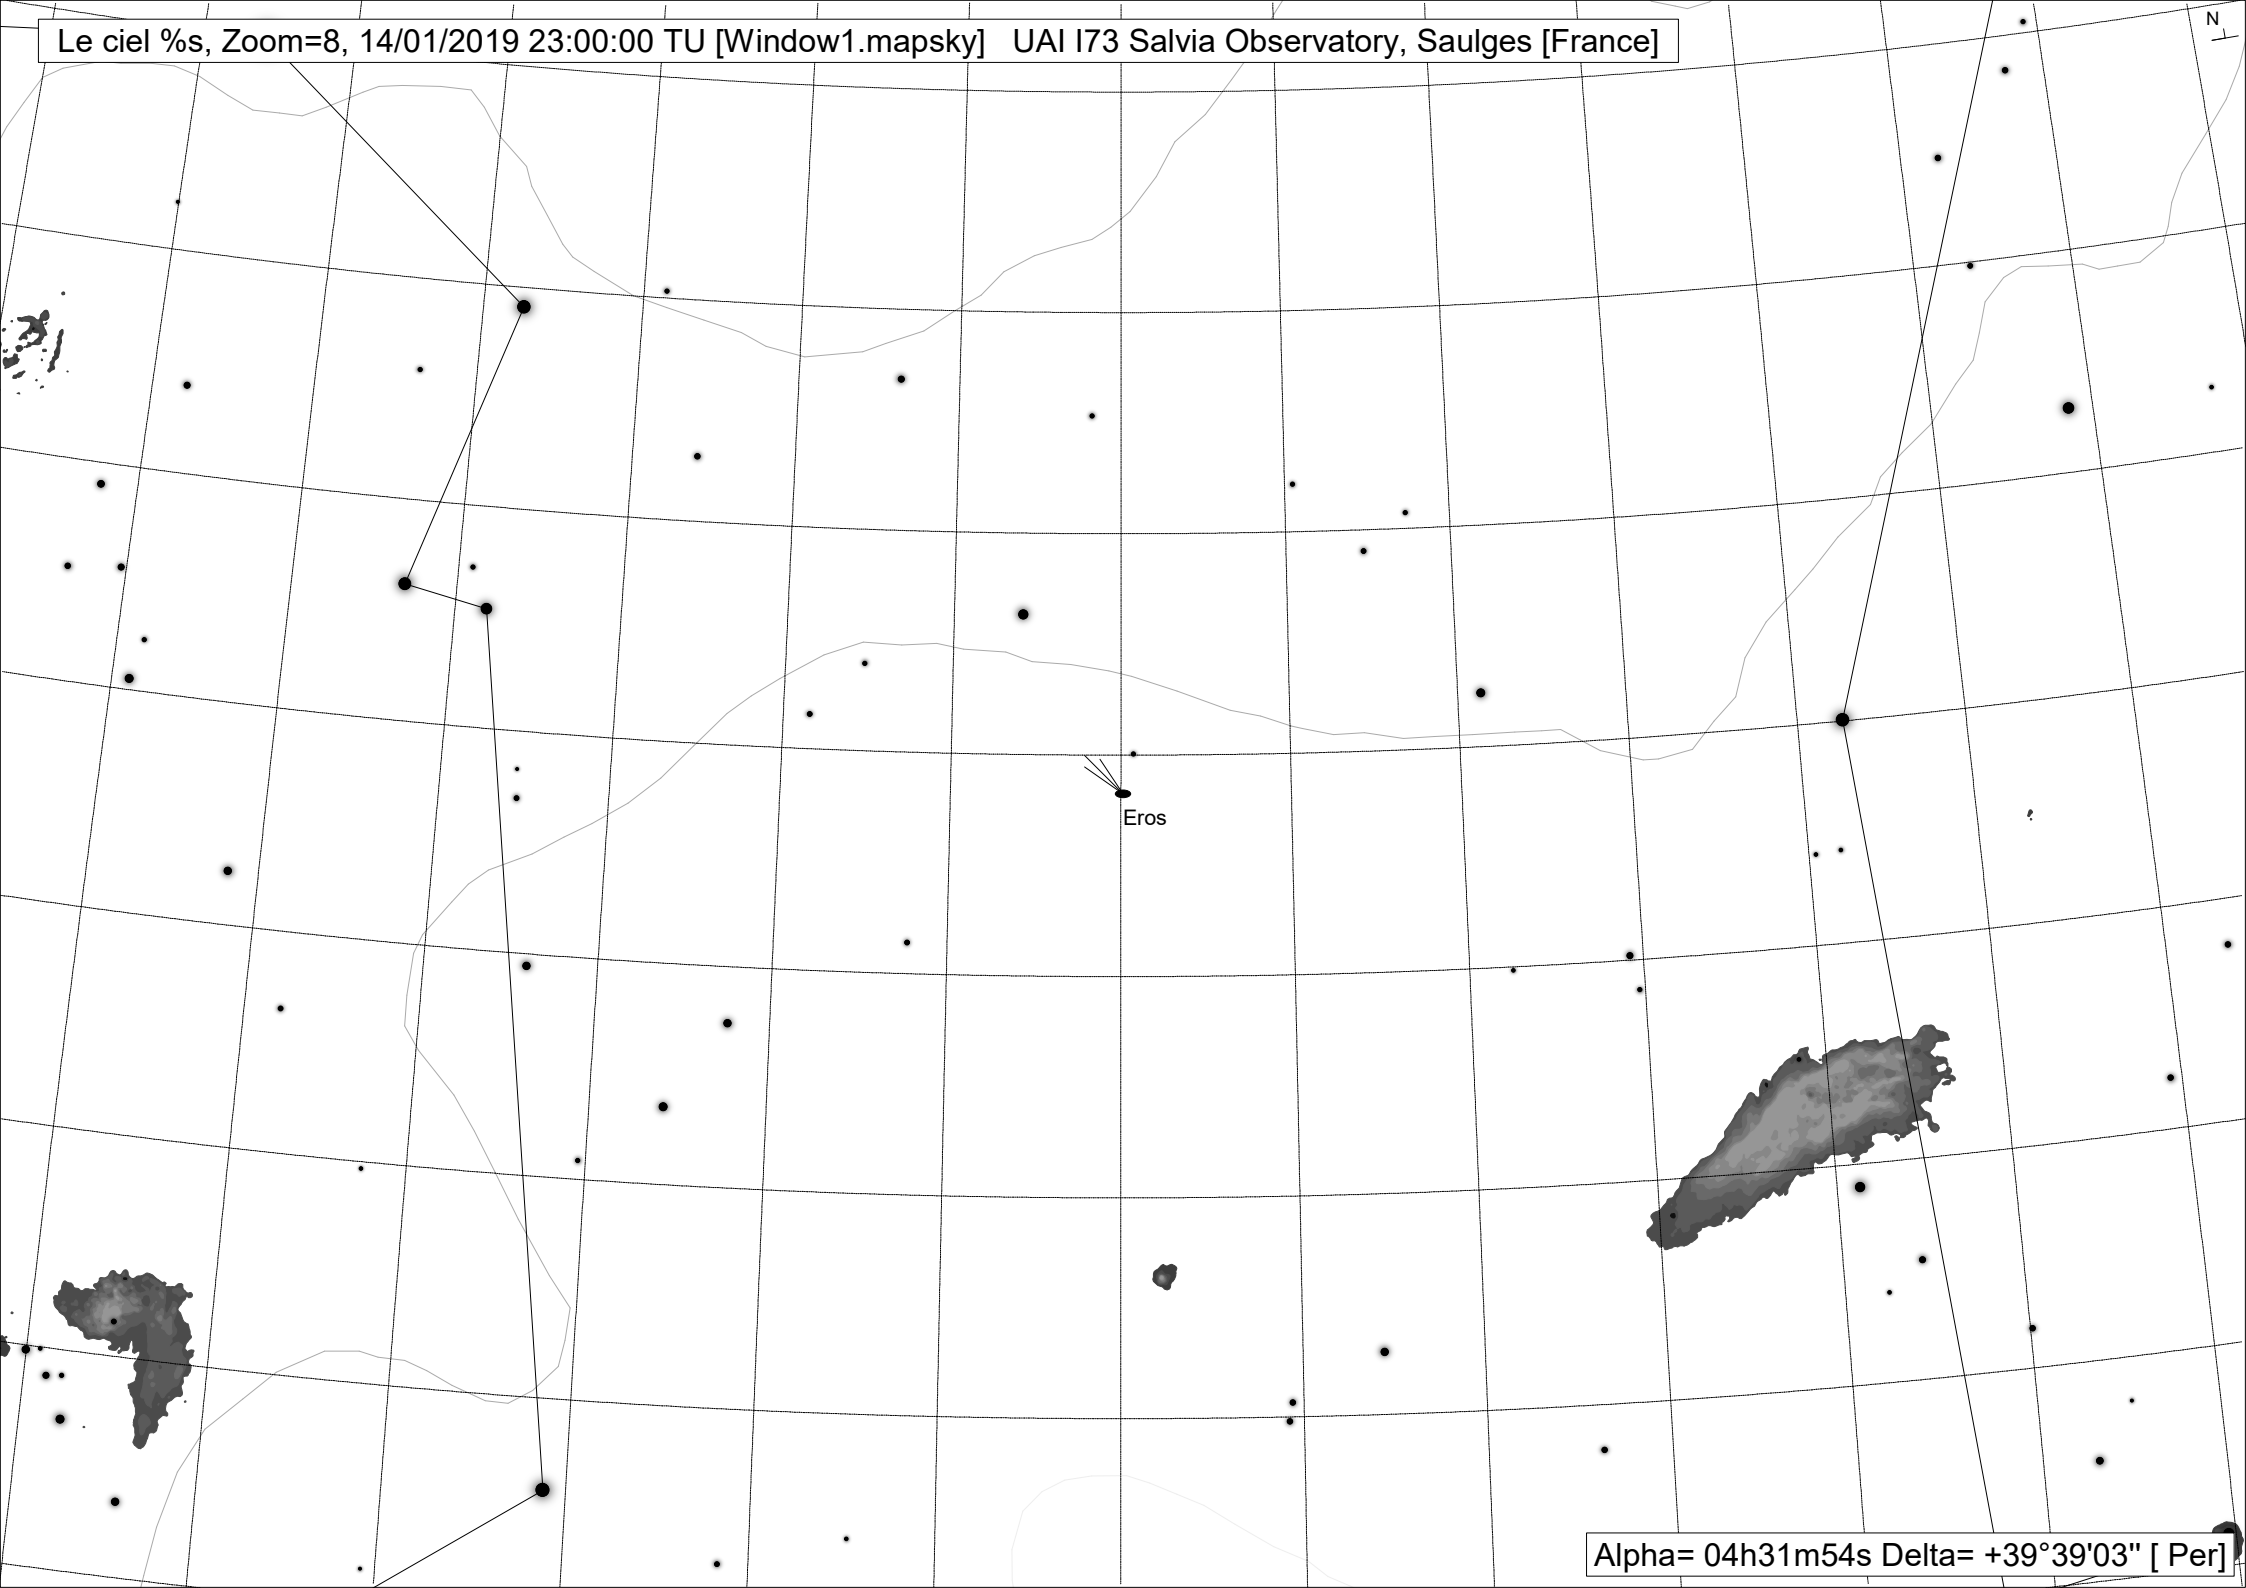 Le ciel %s, Zoom=8, 14/01/2019 23:00:00 TU [Window1.mapsky]   UAI I73 Salvia Observatory, Saulges [France]
N
Eros
Alpha= 04h31m54s Delta= +39°39'03'' [ Per]